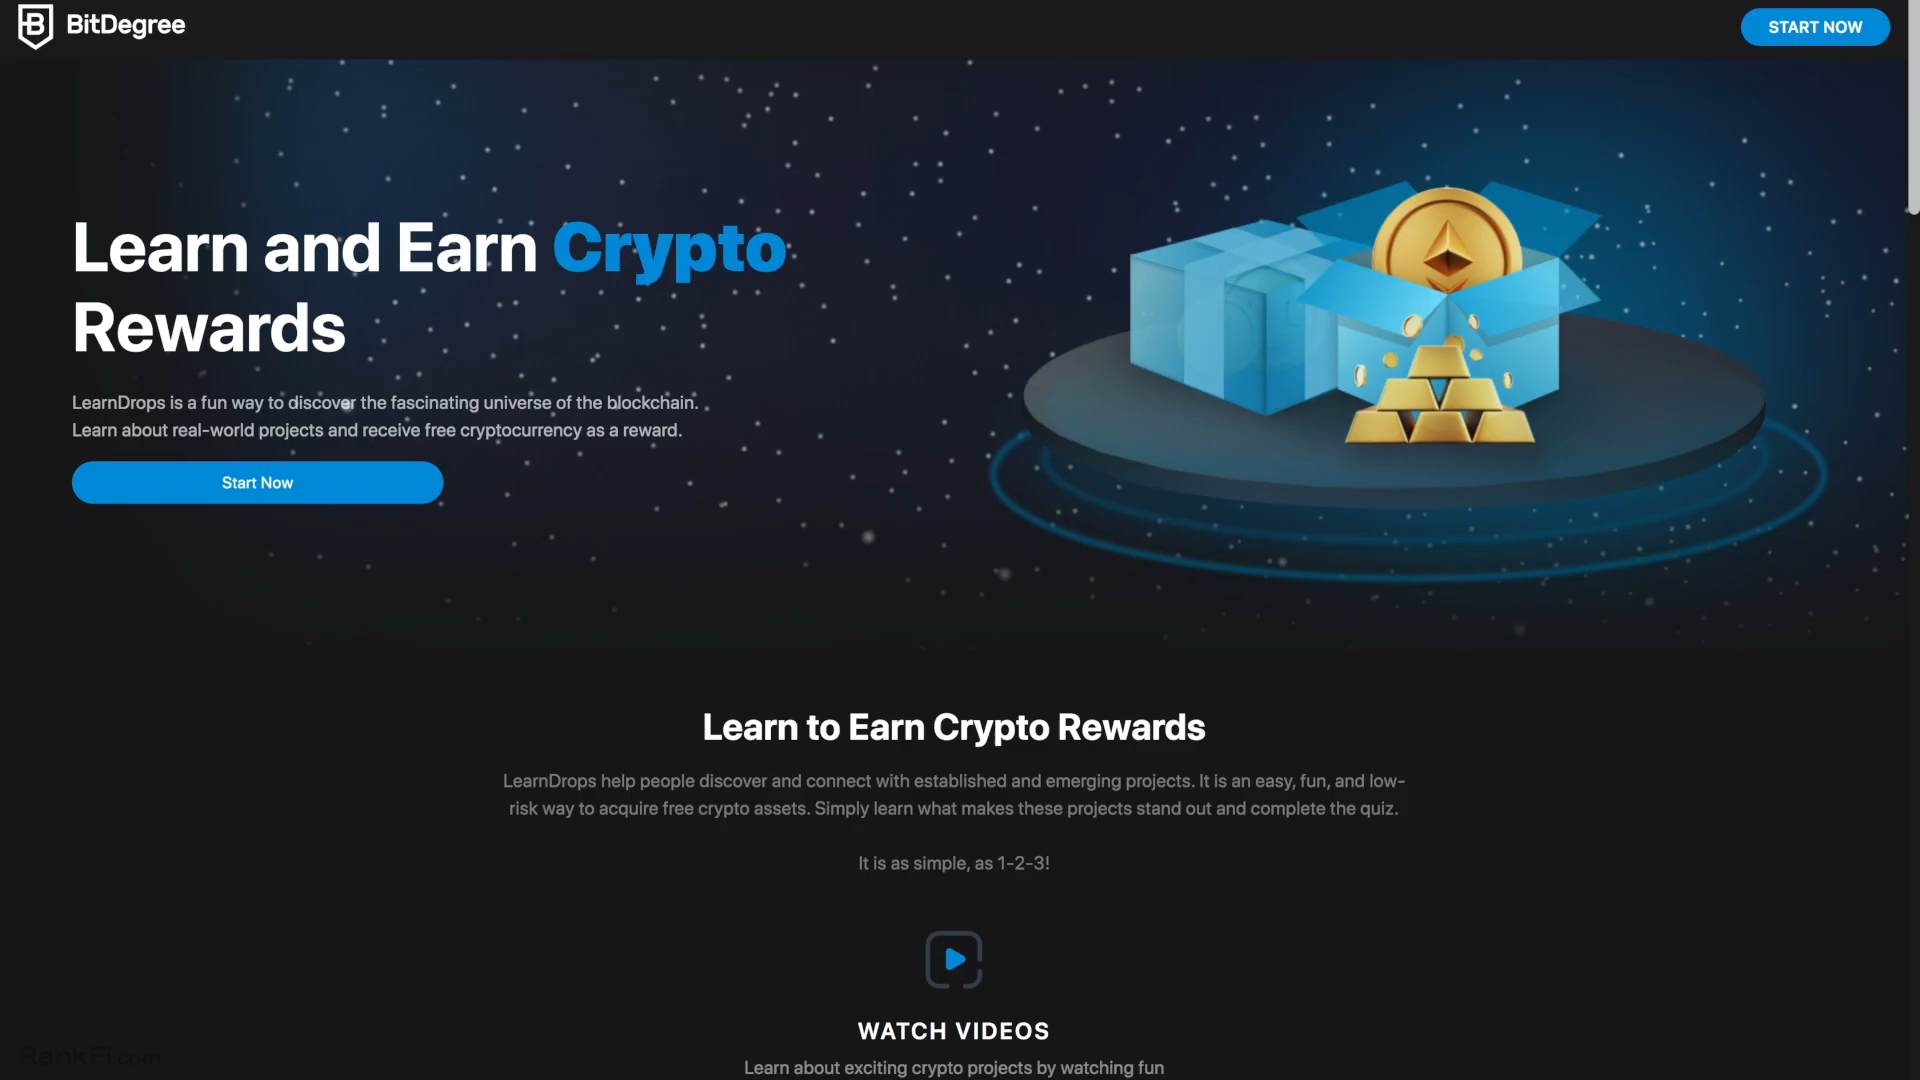 BitDegree
START NOW
Learn and Earn Crypto
Rewards
LearnDrops is a fun way to discover the fascinating universe of the blockchain.
Learn about real-world projects and receive free cryptocurrency as a reward.
Start Now
Learn to Earn Crypto Rewards
LearnDrops help people discover and connect with established and emerging projects. It is an easy, fun, and low-
risk way to acquire free crypto assets. Simply learn what makes these projects stand out and complete the quiz.
It is as simple, as 1-2-3!
WATCH VIDEOS
Learn about exciting crypto projects by watching fun
RankFi.com